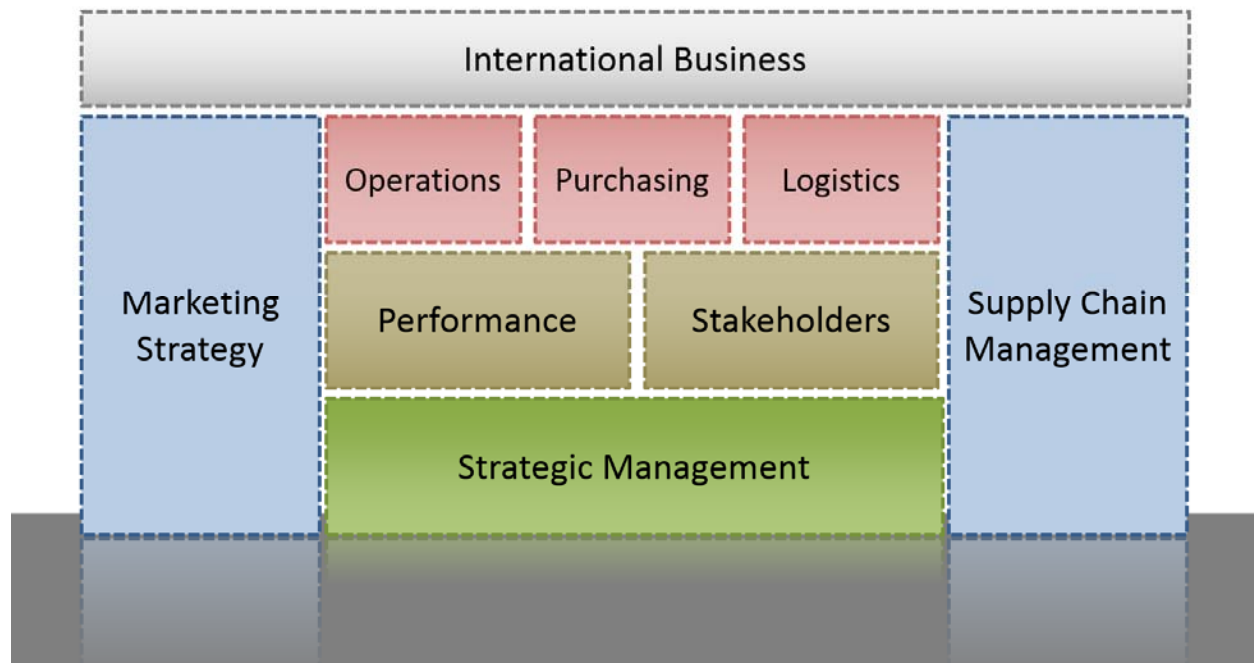 International Business
Operations
Purchasing
Logistics
Marketing
Strategy
Performance
Stakeholders
Supply Chain
Management
Strategic Management